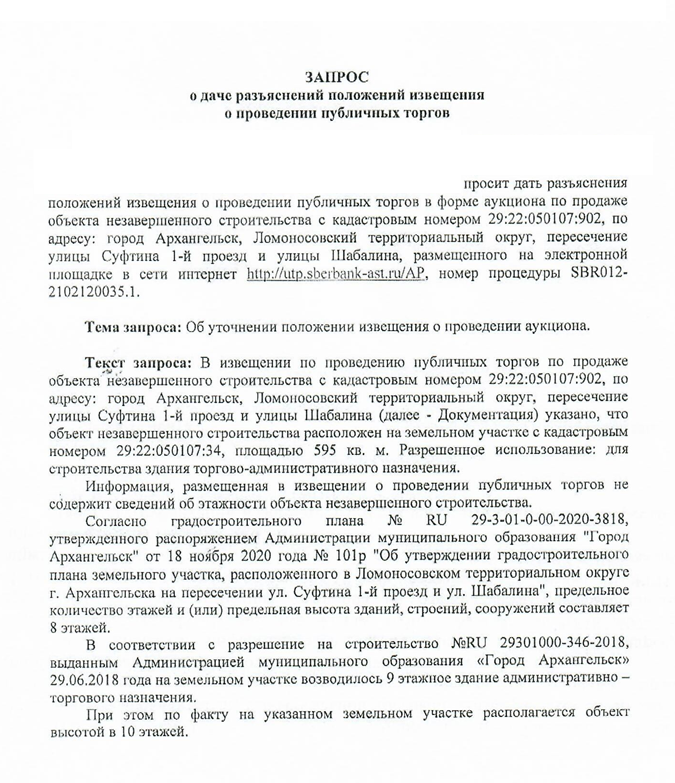 ЗАПРОС
о даче разъяснений положений извещения
о проведении публичных торгов
просит дать разъяснения
положений извещения о проведении публичных торгов в форме аукциона по продаже
объекта незавершенного строительства с кадастровым номером 29:22:050107:902, по
адресу: город Архангельск, Ломоносовский территориальный округ, пересечение
улицы Суфтина 1-й проезд и улицы Шабалина, размещенного на электронной
площадке в сети интернет http://utp.sberbank-ast.ru/AP, номер процедуры SBR012-
2102120035.1.
Тема запроса: Об уточнении положении извещения о проведении аукциона.
Текст запроса: В извещении по проведению публичных торгов по продаже
объекта незавершенного строительства с кадастровым номером 29:22:050107:902, по
адресу: город Архангельск, Ломоносовский территориальный округ, пересечение
улицы Суфтина 1-й проезд и улицы Шабалина (далее - Документация) указано, что
объект незавершенного строительства расположен на земельном участке с кадастровым
номером 29:22:050107:34, площадью 595 кв. м. Разрешенное использование: для
строительства здания торгово-административного назначения.
Информация, размещенная в извещении о проведении публичных торгов не
содержит сведений об этажности объекта незавершенного строительства.
Согласно градостроительного плана № RU 29-3-01-0-00-2020-3818,
утвержденного распоряжением Администрации муниципального образования "Город
Архангельск" от 18 ноября 2020 года № 101р "Об утверждении градостроительного
плана земельного участка, расположенного в Ломоносовском территориальном округе
г. Архангельска на пересечении ул. Суфтина 1-й проезд и ул. Шабалина", предельное
количество этажей и (или) предельная высота зданий, строений, сооружений составляет
8 этажей.
В соответствии с разрешение на строительство №RU 29301000-346-2018,
выданным Администрацией муниципального образования «Город Архангельск»
29.06.2018 года на земельном участке возводилось 9 этажное здание административно –
торгового назначения.
При этом по факту на указанном земельном участке располагается объект
высотой в 10 этажей.